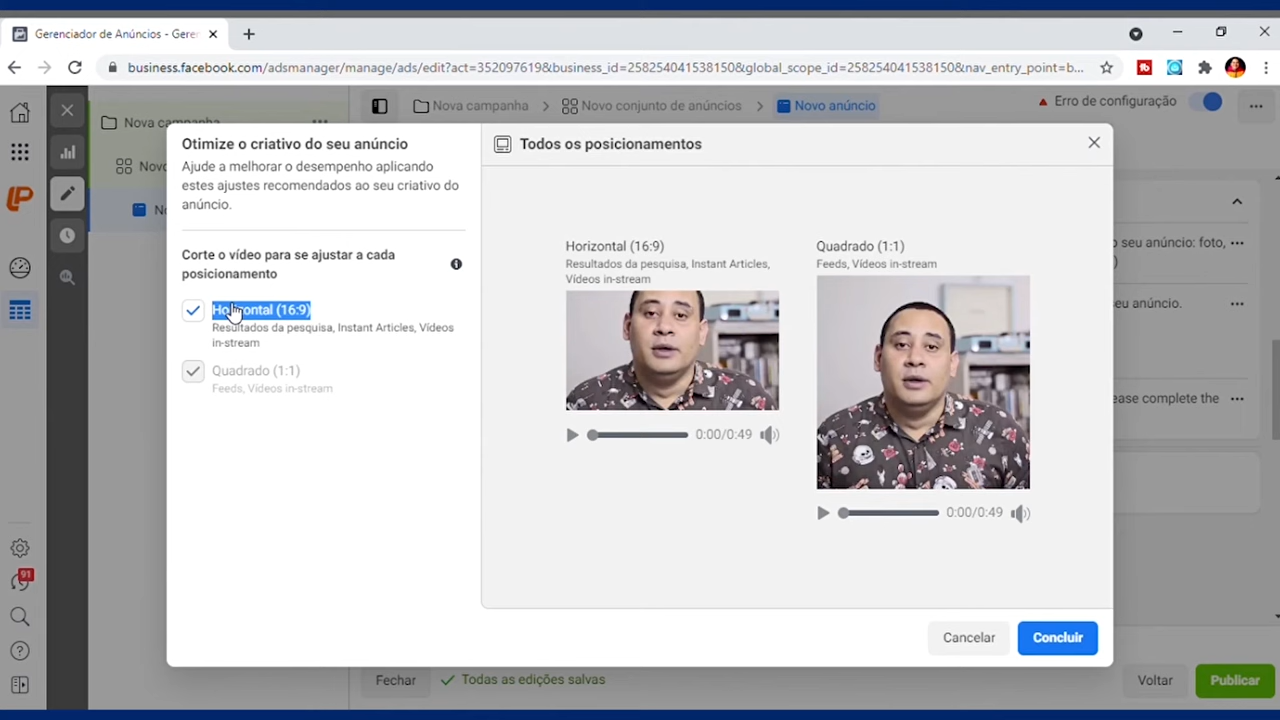 Gerenciador de Anúncios - Geren
business.facebook.com/adsmanager/manage/ads/edit?act=352097619&business_id=258254041538150&global_scope_id=258254041538150&nav_entry_point=b...
Nova campanha
Nova campanha
Novo conjunto de anúncios
Novo anúncio
Erro de configuração
Otimize o criativo do seu anúncio
Ajude a melhorar o desempenho aplicando
estes ajustes recomendados ao seu criativo do
anúncio.
Corte o vídeo para se ajustar a cada
posicionamento
Horizontal (16:9)
Resultados da pesquisa, Instant Articles, Vídeos
in-stream
Quadrado (1:1)
Feeds, Vídeos in-stream
Todos os posicionamentos
Horizontal (16:9)
Resultados da pesquisa, Instant Articles,
Vídeos in-stream
0:00/0:49
Quadrado (1:1)
Feeds, Vídeos in-stream
0:00/0:49
o seu anúncio: foto,
eu anúncio.
ease complete the
91
Cancelar
Concluir
Fechar
Todas as edições salvas
Voltar
Publicar